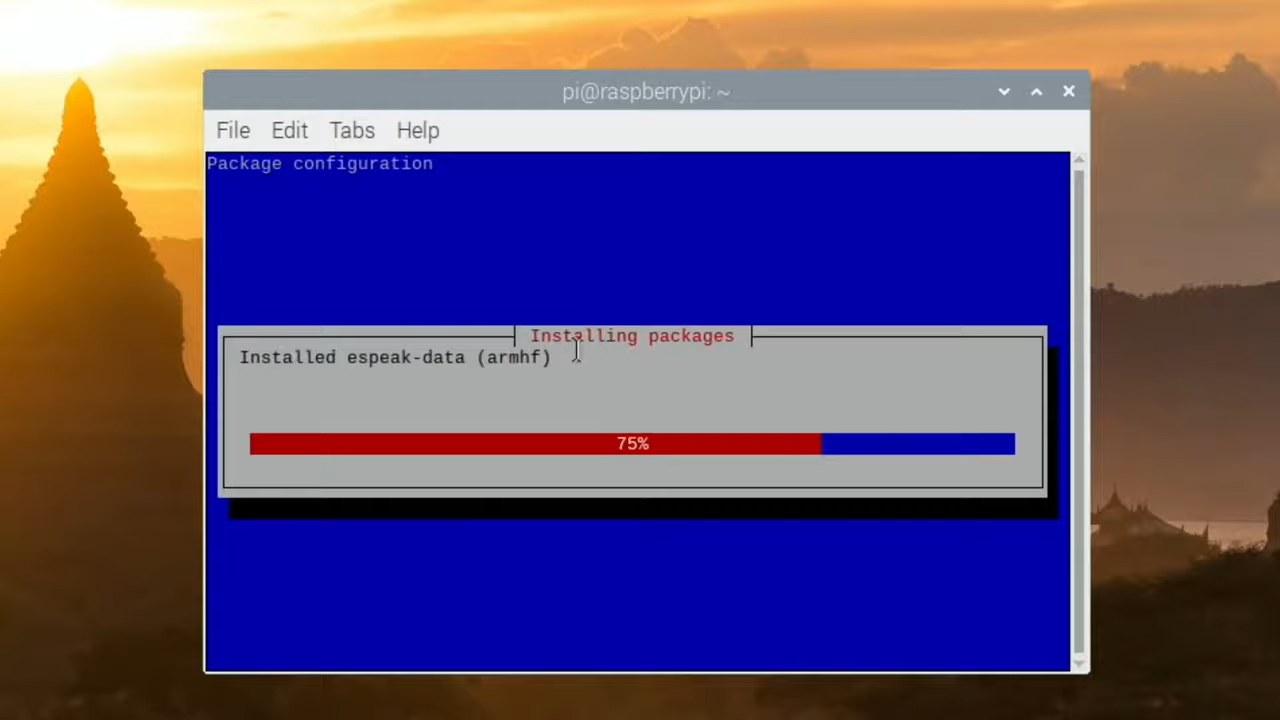 pi@raspberrypi: ~
File Edit Tabs Help
Package configuration
Installing packages
Installed espeak-data (armhf)
75%